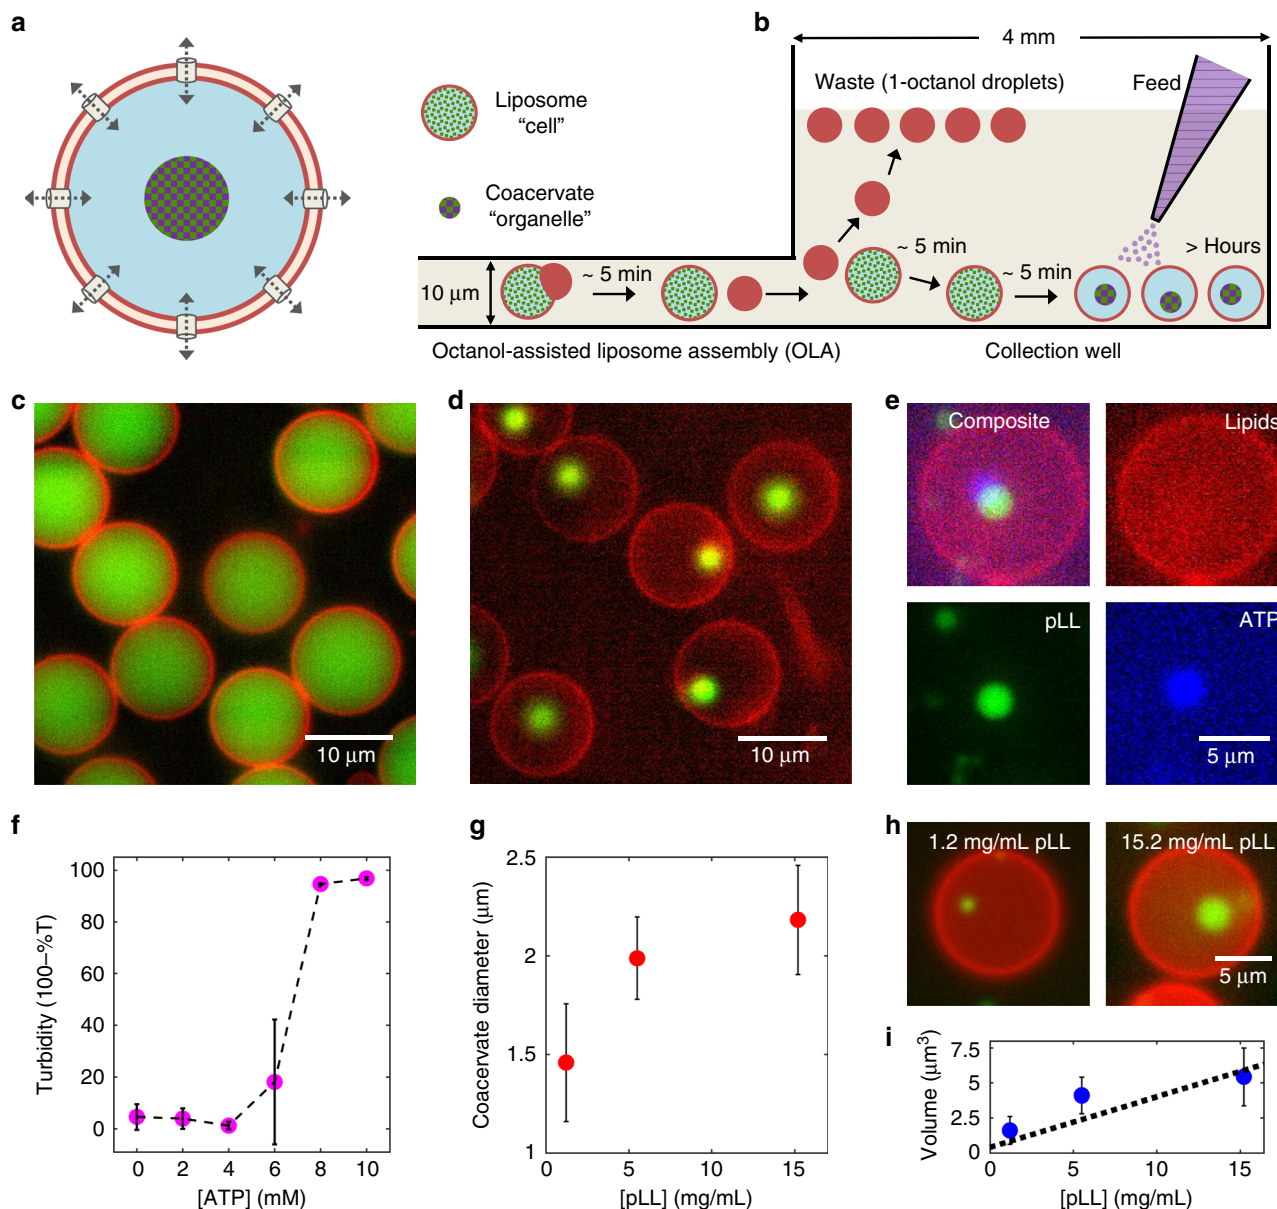 a
Liposome
“cell”
Coacervate
“organelle”
b
4 mm
Waste (1-octanol droplets)
Feed
~ 5 min
> Hours
~ 5 min
~ 5 min
10 μm
Octanol-assisted liposome assembly (OLA)
Collection well
c
10 μm
d
10 μm
e
Composite
Lipids
pLL
ATP
5 μm
f
100
80
60
40
20
0
Turbidity (100–%T)
0 2 4 6 8 10
[ATP] (mM)
g
2.5
2
1.5
1
Coacervate diameter (μm)
0 5 10 15
[pLL] (mg/mL)
h
1.2 mg/mL pLL
15.2 mg/mL pLL
5 μm
i
7.5
5
2.5
0
Volume (μm³)
0 5 10 15
[pLL] (mg/mL)